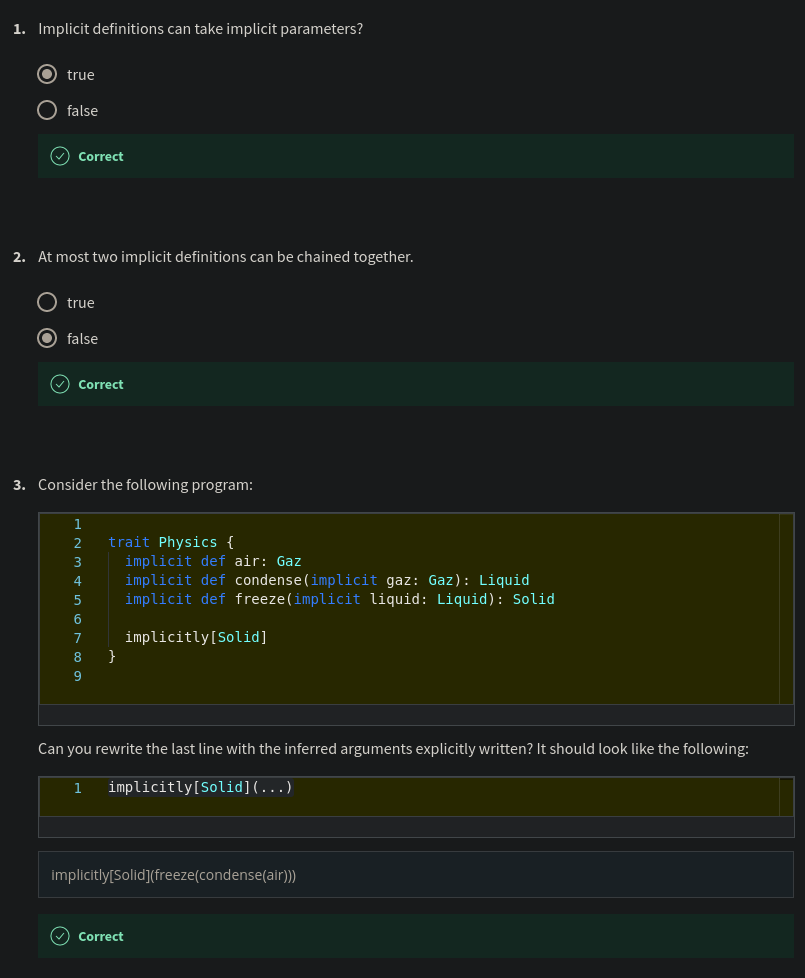 1. Implicit definitions can take implicit parameters?
true
false
Correct
2. At most two implicit definitions can be chained together.
true
false
Correct
3. Consider the following program:
1
2 trait Physics {
3 implicit def air: Gaz
4 implicit def condense(implicit gaz: Gaz): Liquid
5 implicit def freeze(implicit liquid: Liquid): Solid
6
7 implicitly[Solid]
8 }
9
Can you rewrite the last line with the inferred arguments explicitly written? It should look like the following:
1 implicitly[Solid](...)
implicitly[Solid](freeze(condense(air)))
Correct